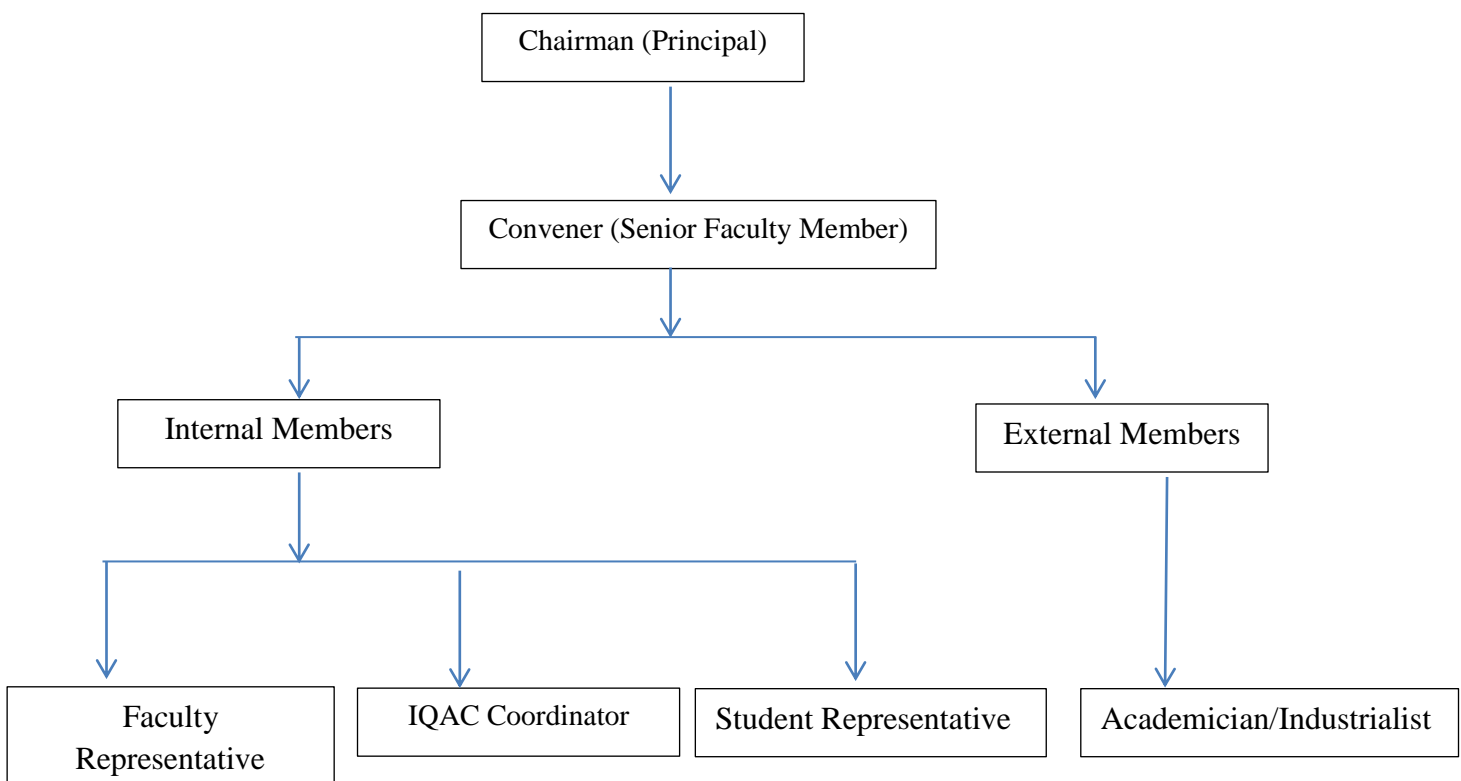 Chairman (Principal)
Convener (Senior Faculty Member)
Internal Members
External Members
Faculty
Representative
IQAC Coordinator
Student Representative
Academician/Industrialist